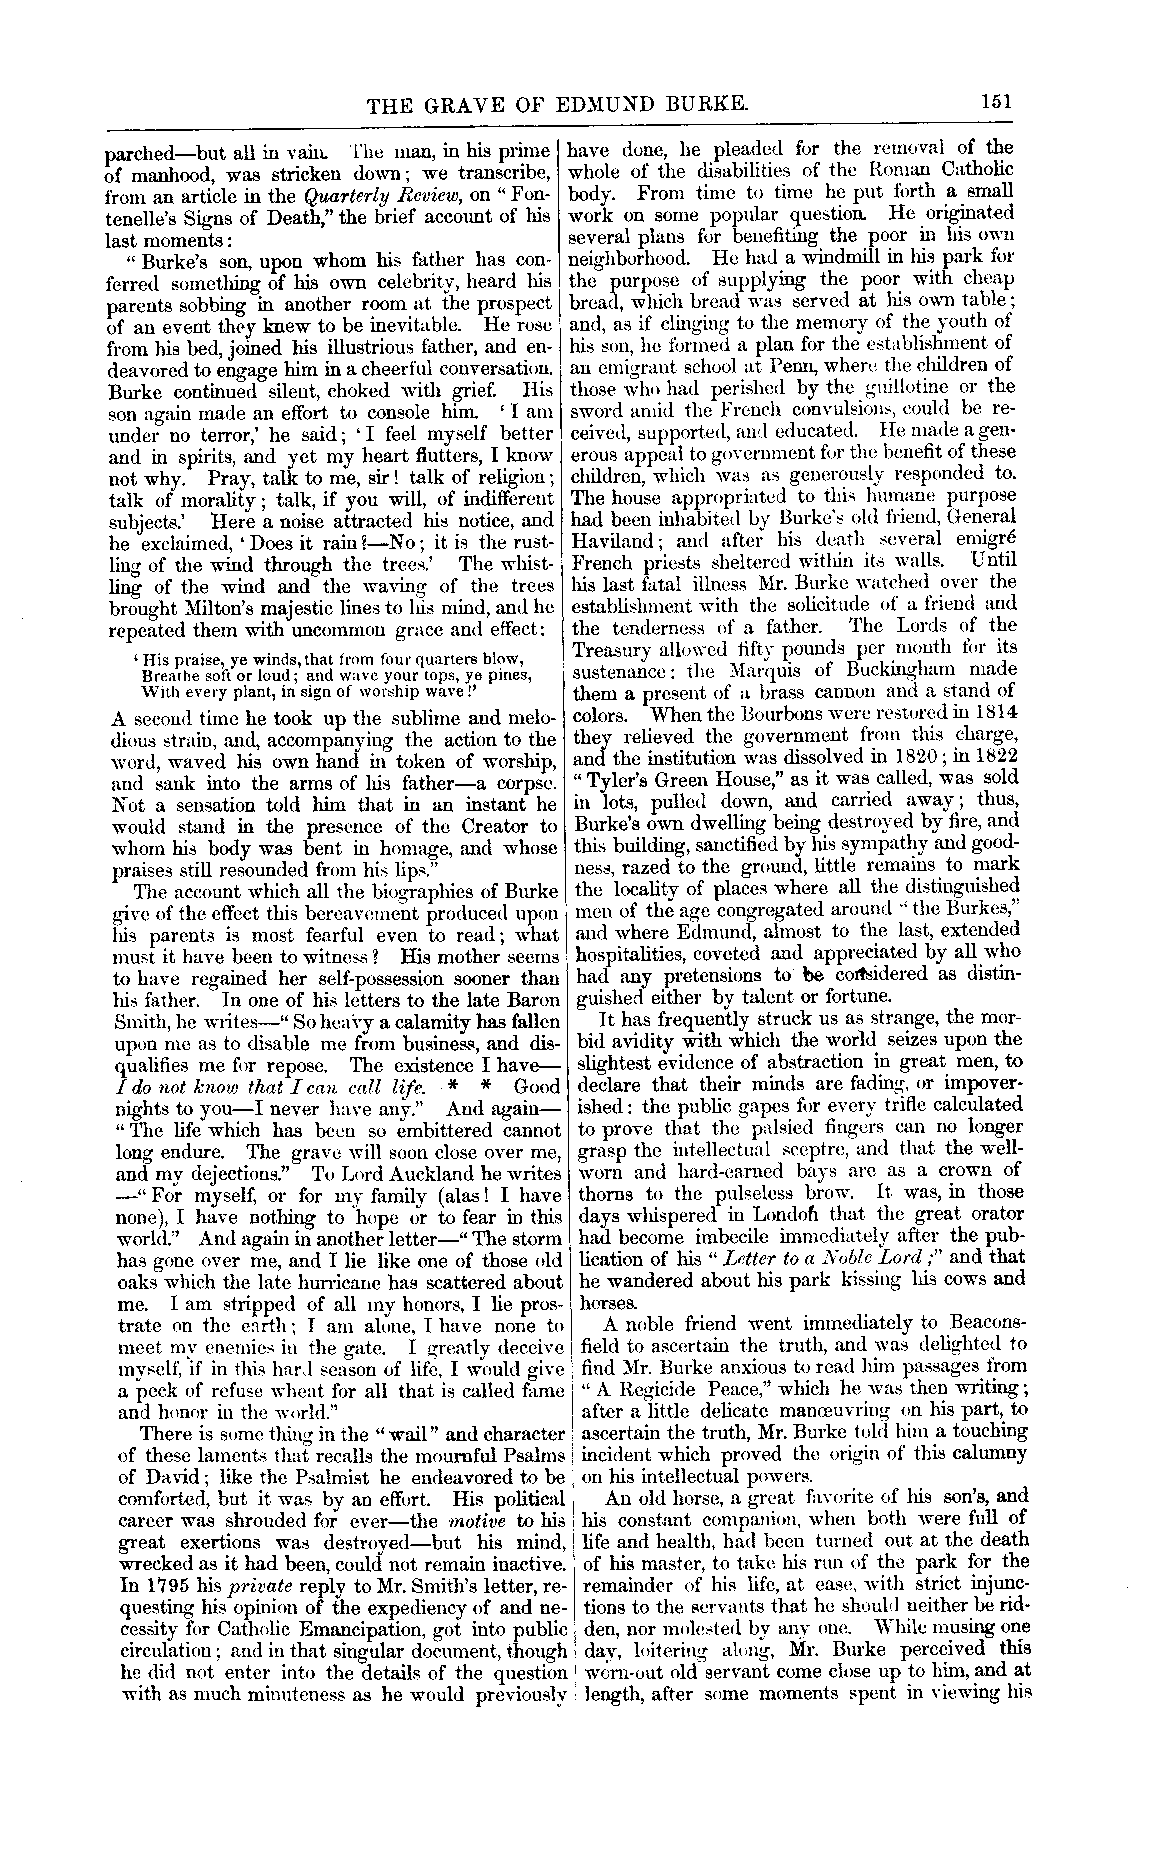 THE GRAVE OF EDMUND BURKE. 151
parched—but all in vain. The man, in his prime
of manhood, was stricken down; we transcribe,
from an article in the Quarterly Review, on “Fon-
tenelle's Signs of Death,” the brief account of his
last moments:
“Burke's son, upon whom his father has con-
ferred something of his own celebrity, heard his
parents sobbing in another room at the prospect
of an event they knew to be inevitable. He rose
from his bed, joined his illustrious father, and en-
deavored to engage him in a cheerful conversation.
Burke continued silent, choked with grief. His
son again made an effort to console him. ‘I am
under no terror,’ he said; ‘I feel myself better
and in spirits, and yet my heart flutters, I know
not why. Pray, talk to me, sir! talk of religion;
talk of morality; talk, if you will, of indifferent
subjects.’ Here a noise attracted his notice, and
he exclaimed, ‘Does it rain?—No; it is the rust-
ling of the wind through the trees.’ The whist-
ling of the wind and the waving of the trees
brought Milton's majestic lines to his mind, and he
repeated them with uncommon grace and effect:
‘His praise, ye winds, that from four quarters blow,
Breathe soft or loud; and wave your tops, ye pines,
With every plant, in sign of worship wave!’
A second time he took up the sublime and melo-
dious strain, and, accompanying the action to the
word, waved his own hand in token of worship,
and sank into the arms of his father—a corpse.
Not a sensation told him that in an instant he
would stand in the presence of the Creator to
whom his body was bent in homage, and whose
praises still resounded from his lips.”
The account which all the biographies of Burke
give of the effect this bereavement produced upon
his parents is most fearful even to read; what
must it have been to witness? His mother seems
to have regained her self-possession sooner than
his father. In one of his letters to the late Baron
Smith, he writes—“So heavy a calamity has fallen
upon me as to disable me from business, and dis-
qualifies me for repose. The existence I have—
I do not know that I can call life. * * Good
nights to you—I never have any.” And again—
“The life which has been so embittered cannot
long endure. The grave will soon close over me,
and my dejections.” To Lord Auckland he writes
—“For myself, or for my family (alas! I have
none), I have nothing to hope or to fear in this
world.” And again in another letter—“The storm
has gone over me, and I lie like one of those old
oaks which the late hurricane has scattered about
me. I am stripped of all my honors, I lie pros-
trate on the earth; I am alone, I have none to
meet my enemies in the gate. I greatly deceive
myself, if in this hard season of life, I would give
a peck of refuse wheat for all that is called fame
and honor in the world.”
There is some thing in the “wail” and character
of these laments that recalls the mournful Psalms
of David; like the Psalmist he endeavored to be
comforted, but it was by an effort. His political
career was shrouded for ever—the motive to his
great exertions was destroyed—but his mind,
wrecked as it had been, could not remain inactive.
In 1795 his private reply to Mr. Smith's letter, re-
questing his opinion of the expediency of and ne-
cessity for Catholic Emancipation, got into public
circulation; and in that singular document, though
he did not enter into the details of the question
with as much minuteness as he would previously
have done, he pleaded for the removal of the
whole of the disabilities of the Roman Catholic
body. From time to time he put forth a small
work on some popular question. He originated
several plans for benefiting the poor in his own
neighborhood. He had a windmill in his park for
the purpose of supplying the poor with cheap
bread, which bread was served at his own table;
and, as if clinging to the memory of the youth of
his son, he formed a plan for the establishment of
an emigrant school at Penn, where the children of
those who had perished by the guillotine or the
sword amid the French convulsions, could be re-
ceived, supported, and educated. He made a gen-
erous appeal to government for the benefit of these
children, which was as generously responded to.
The house appropriated to this humane purpose
had been inhabited by Burke's old friend, General
Haviland; and after his death several emigré
French priests sheltered within its walls. Until
his last fatal illness Mr. Burke watched over the
establishment with the solicitude of a friend and
the tenderness of a father. The Lords of the
Treasury allowed fifty pounds per month for its
sustenance; the Marquis of Buckingham made
them a present of a brass cannon and a stand of
colors. When the Bourbons were restored in 1814
they relieved the government from this charge,
and the institution was dissolved in 1820; in 1822
“Tyler's Green House,” as it was called, was sold
in lots, pulled down, and carried away; thus,
Burke's own dwelling being destroyed by fire, and
this building, sanctified by his sympathy and good-
ness, razed to the ground, little remains to mark
the locality of places where all the distinguished
men of the age congregated around “the Burkes,”
and where Edmund, almost to the last, extended
hospitalities, coveted and appreciated by all who
had any pretensions to be considered as distin-
guished either by talent or fortune.
It has frequently struck us as strange, the mor-
bid avidity with which the world seizes upon the
slightest evidence of abstraction in great men, to
declare that their minds are fading, or impover-
ished: the public gapes for every trifle calculated
to prove that the palsied fingers can no longer
grasp the intellectual sceptre, and that the well-
worn and hard-earned bays are as a crown of
thorns to the pulseless brow. It was, in those
days whispered in London that the great orator
had become imbecile immediately after the pub-
lication of his “Letter to a Noble Lord;” and that
he wandered about his park kissing his cows and
horses.
A noble friend went immediately to Beacons-
field to ascertain the truth, and was delighted to
find Mr. Burke anxious to read him passages from
“A Regicide Peace,” which he was then writing;
after a little delicate manœuvring on his part, to
ascertain the truth, Mr. Burke told him a touching
incident which proved the origin of this calumny
on his intellectual powers.
An old horse, a great favorite of his son's, and
his constant companion, when both were full of
life and health, had been turned out at the death
of his master, to take his run of the park for the
remainder of his life, at ease, with strict injunc-
tions to the servants that he should neither be rid-
den, nor molested by any one. While musing one
day, loitering along, Mr. Burke perceived this
worn-out old servant come close up to him, and at
length, after some moments spent in viewing his